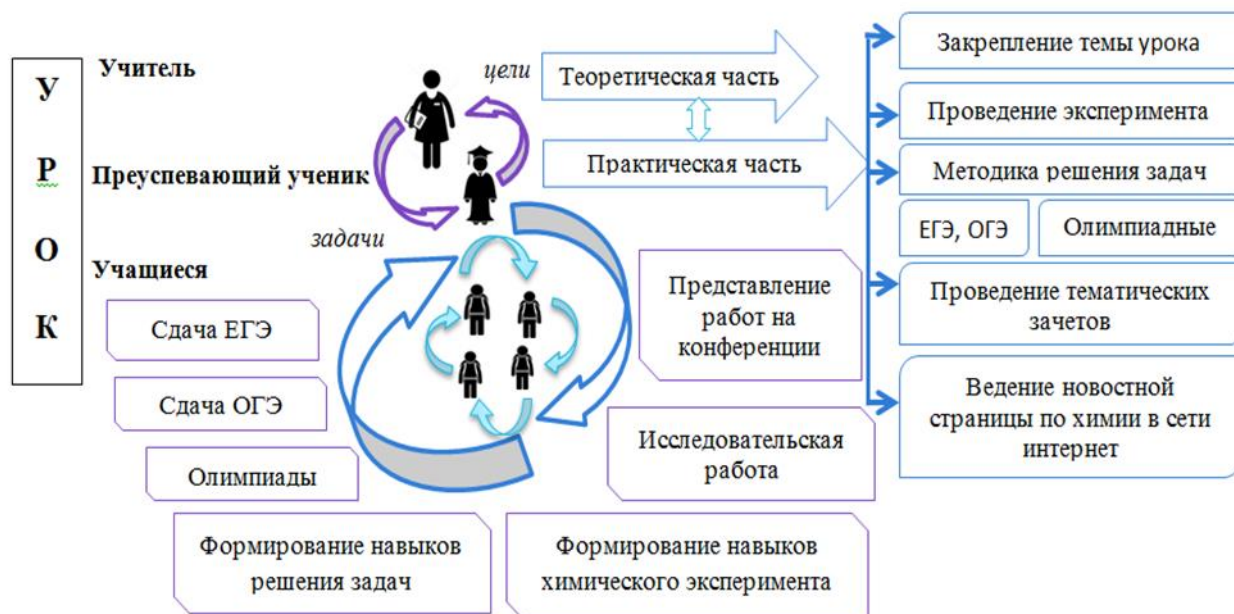 У
Р
О
К
Учитель
Преуспевающий ученик
Учащиеся
цели
задачи
Теоретическая часть
Практическая часть
Закрепление темы урока
Проведение эксперимента
Методика решения задач
ЕГЭ, ОГЭ
Олимпиадные
Проведение тематических
зачетов
Ведение новостной
страницы по химии в сети
интернет
Сдача ЕГЭ
Сдача ОГЭ
Олимпиады
Формирование навыков
решения задач
Формирование навыков
химического эксперимента
Исследовательская
работа
Представление
работ на
конференции